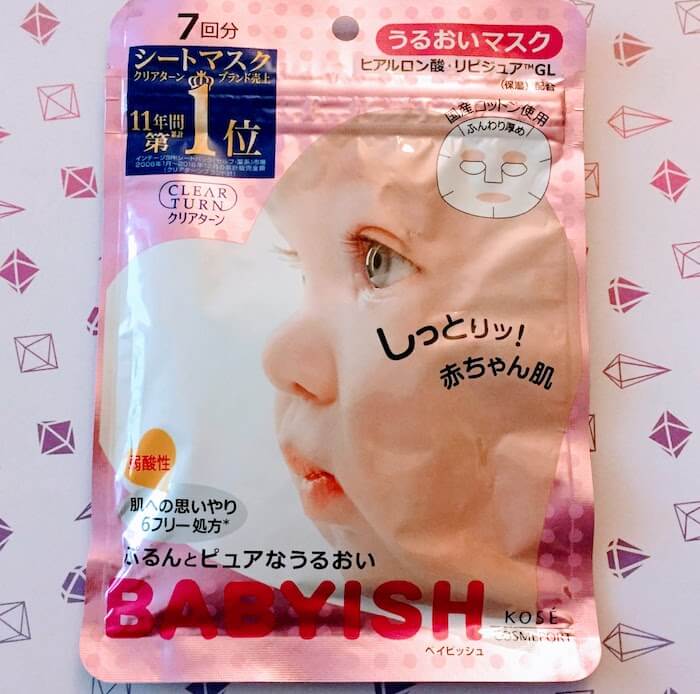 7回分
うるおいマスク
ヒアルロン酸・リピジュア™GL
(保湿)配合
シートマスク
クリアターン ブランド売上
11年間
第 1 位
累計
国産コットン使用
ふんわり厚め
CLEAR
TURN
クリアターン
しっとりッ!
赤ちゃん肌
弱酸性
肌への思いやり
6フリー処方*
ぷるんとピュアなうるおい
BABYISH
KOSÉ
COSMEPORT
ベイビッシュ